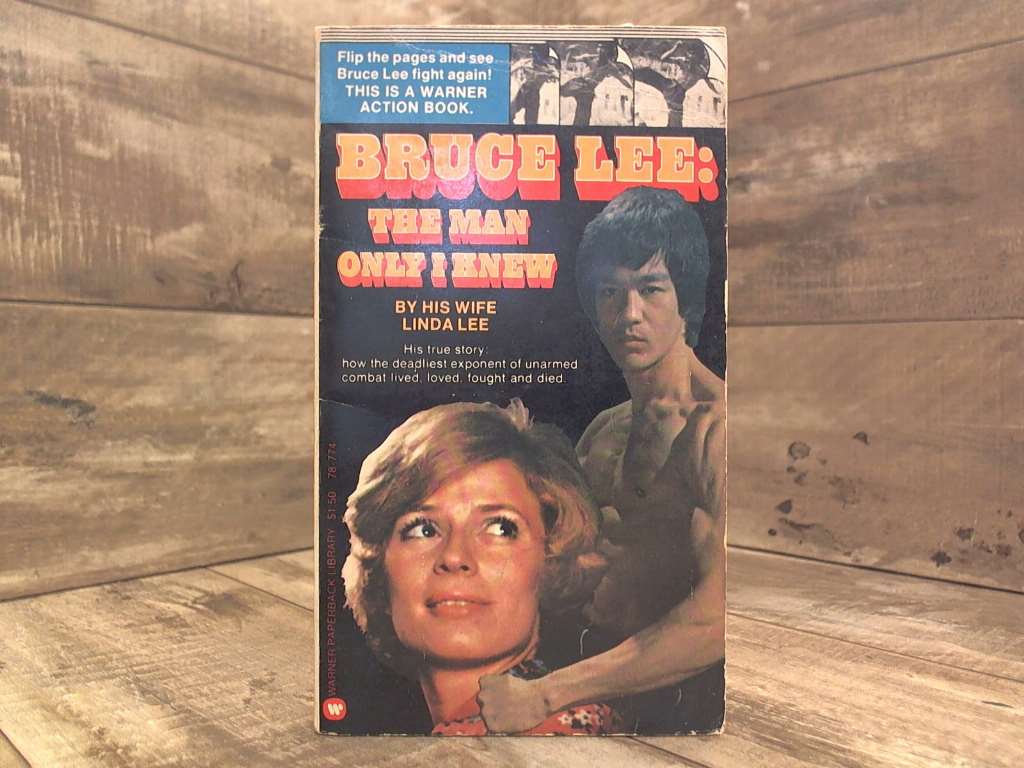 Flip the pages and see
Bruce Lee fight again!
THIS IS A WARNER
ACTION BOOK.
BRUCE LEE:
THE MAN
ONLY I KNEW
BY HIS WIFE
LINDA LEE
His true story:
how the deadliest exponent of unarmed
combat lived, loved, fought and died.
WARNER PAPERBACK LIBRARY $1.50 78-774